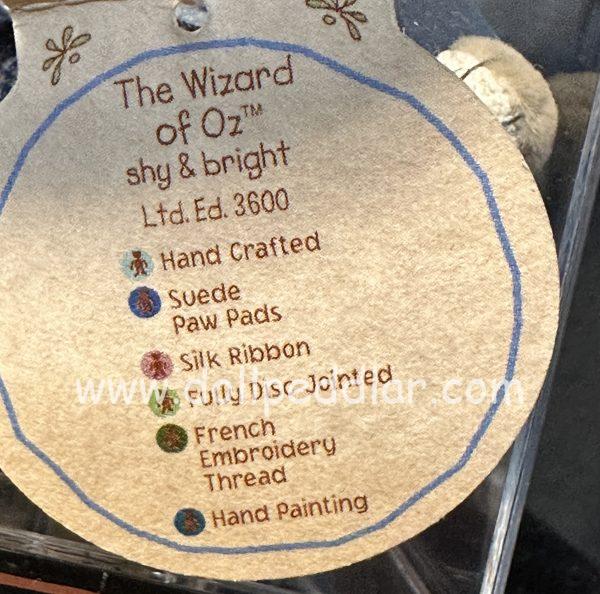 The Wizard
of Oz™
shy & bright
Ltd. Ed. 3600
Hand Crafted
Suede
Paw Pads
Silk Ribbon
www.dollpeddlar.com
Fully Disc Jointed
French
Embroidery
Thread
Hand Painting